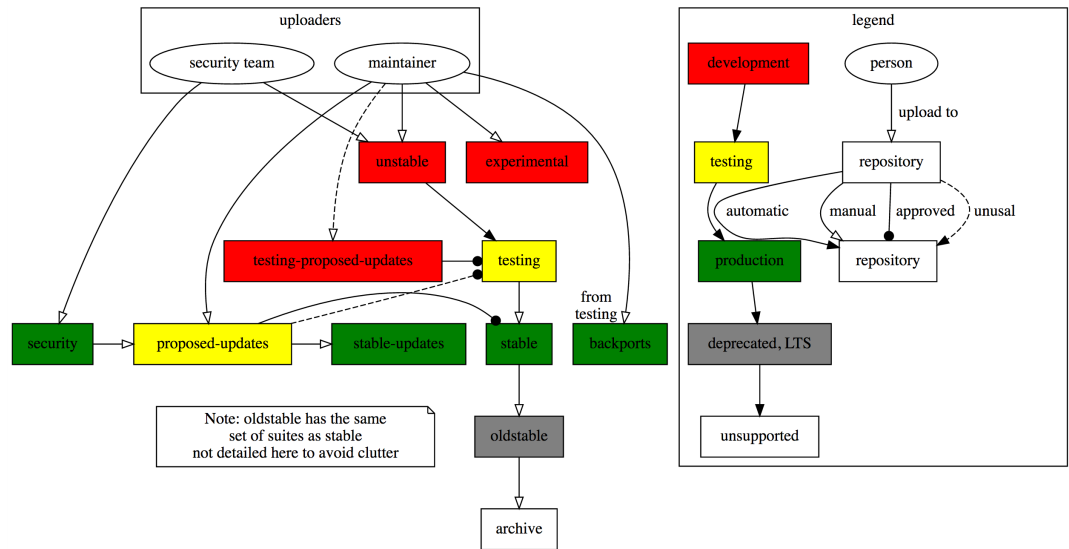 uploaders
security team
maintainer
unstable
experimental
testing-proposed-updates
testing
from
testing
security
proposed-updates
stable-updates
stable
backports
Note: oldstable has the same
set of suites as stable
not detailed here to avoid clutter
oldstable
archive
legend
development
person
upload to
testing
repository
automatic
manual
approved
unusal
production
repository
deprecated, LTS
unsupported